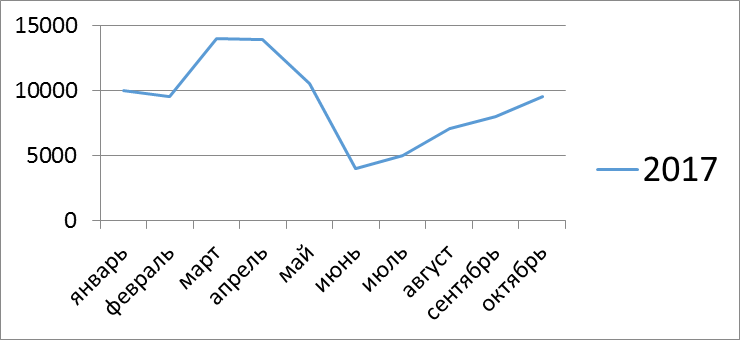 15000
10000
5000
0
январь
февраль
март
апрель
май
июнь
июль
август
сентябрь
октябрь
2017